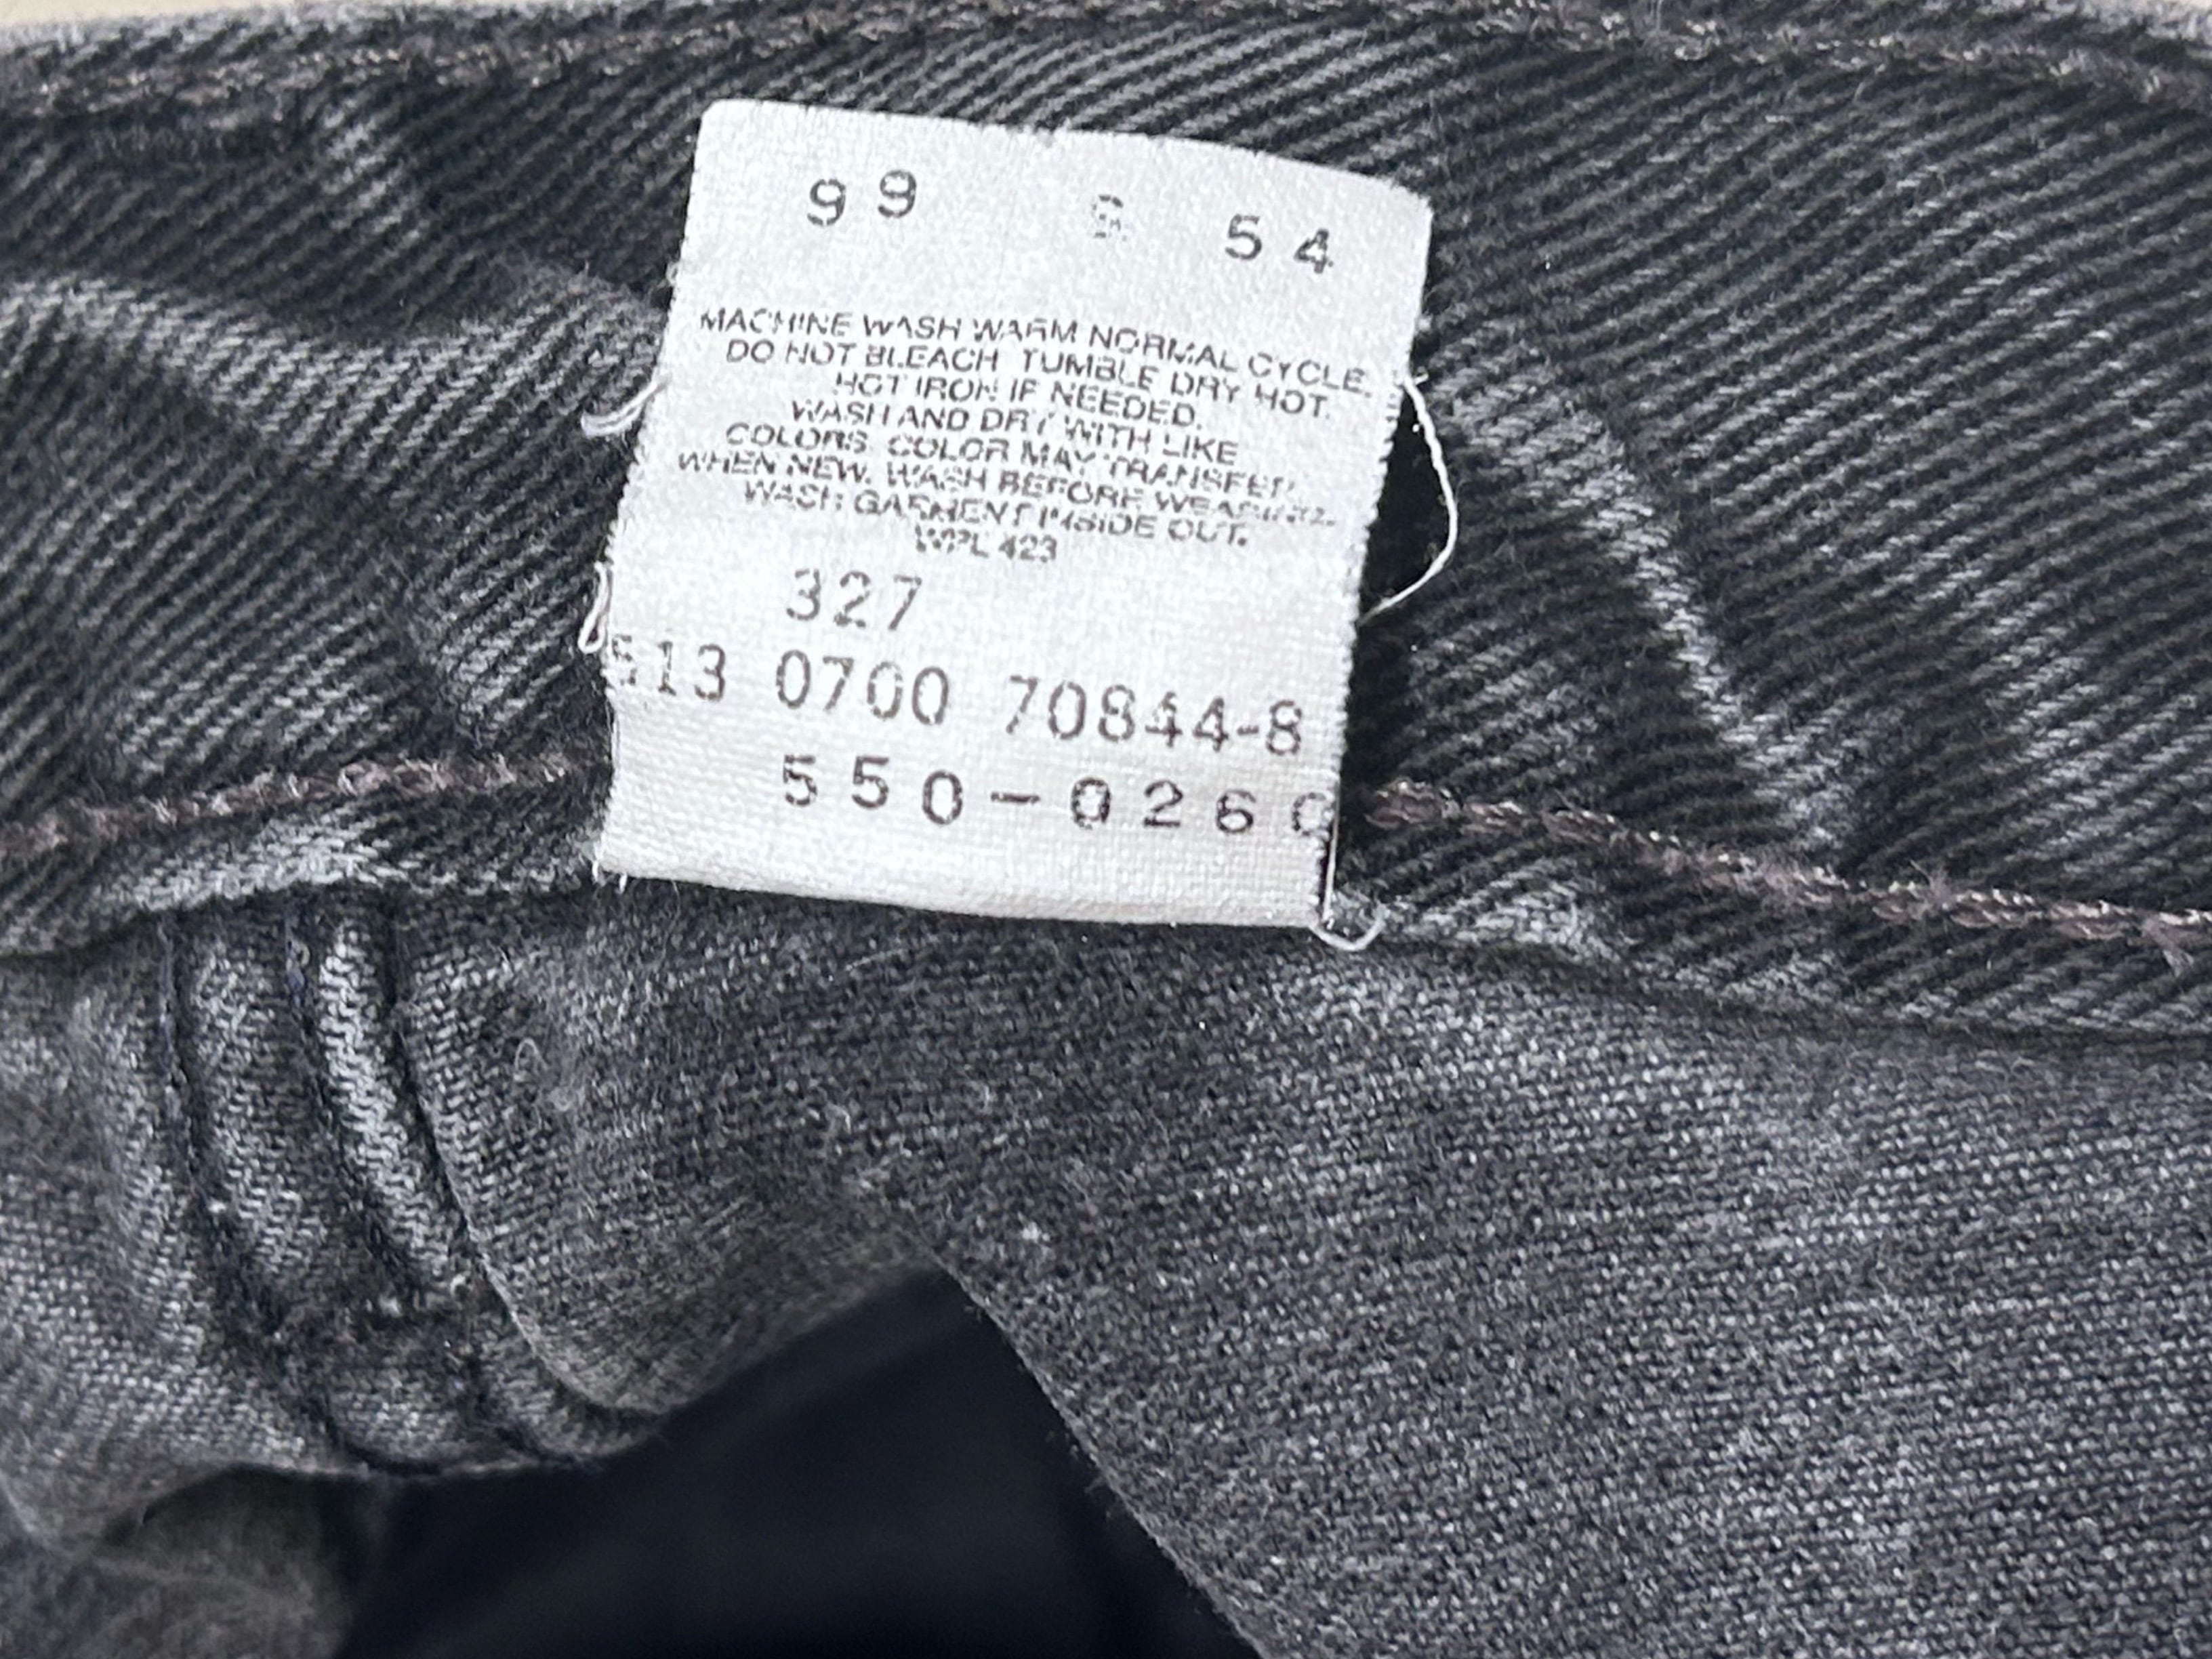 99 S 54
MACHINE WASH WARM NORMAL CYCLE.
DO NOT BLEACH TUMBLE DRY HOT.
HOT IRON IF NEEDED.
WASH AND DRY WITH LIKE
COLORS. COLOR MAY TRANSFER
WHEN NEW. WASH BEFORE WEARING.
WASH GARMENT INSIDE OUT.
WPL 423
327
513 0700 70844-8
550-0260